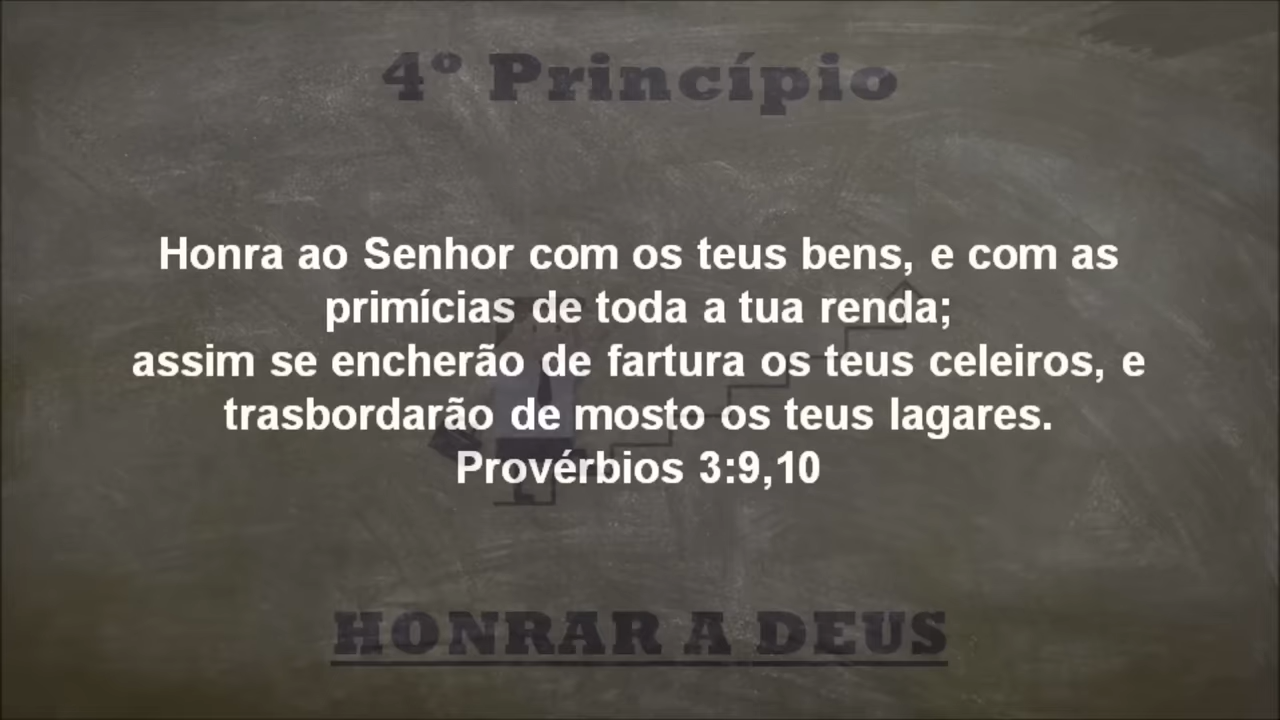 4º Princípio
Honra ao Senhor com os teus bens, e com as
primícias de toda a tua renda;
assim se encherão de fartura os teus celeiros, e
trasbordarão de mosto os teus lagares.
Provérbios 3:9,10
HONRAR A DEUS